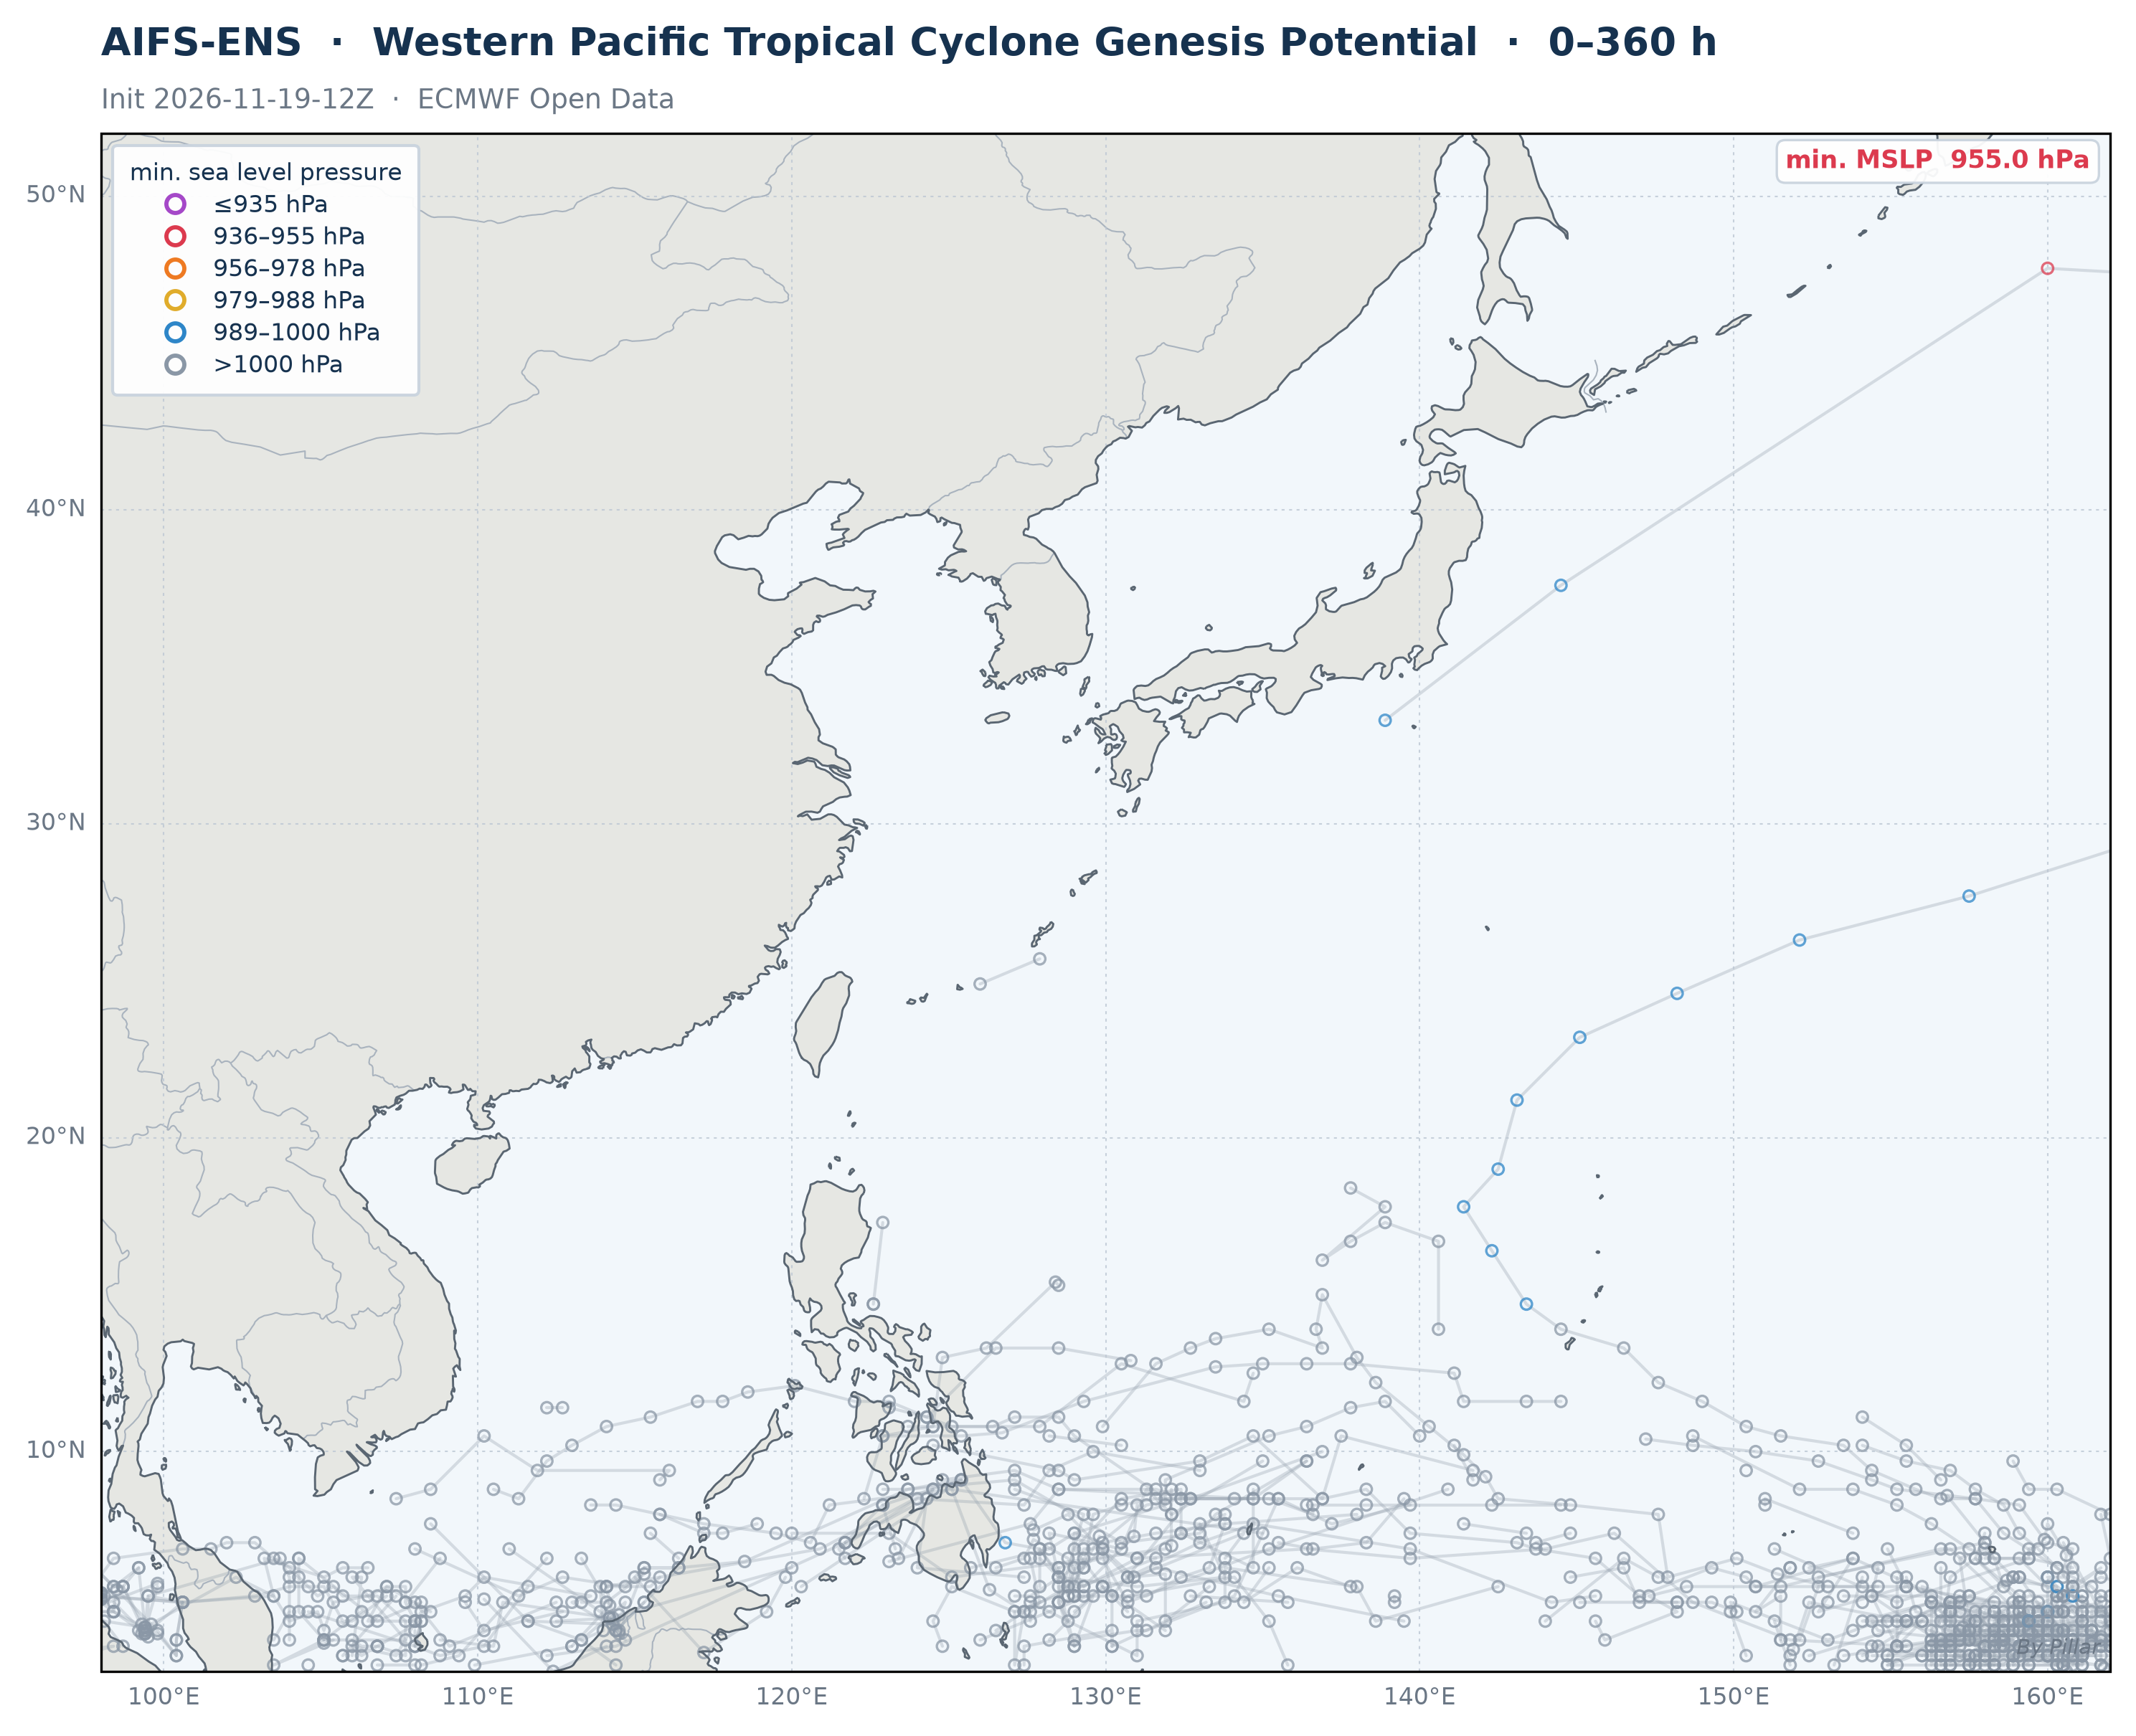 AIFS-ENS · Western Pacific Tropical Cyclone Genesis Potential · 0–360 h
Init 2026-11-19-12Z · ECMWF Open Data
min. sea level pressure
≤935 hPa
936–955 hPa
956–978 hPa
979–988 hPa
989–1000 hPa
>1000 hPa
min. MSLP 955.0 hPa
50°N
40°N
30°N
20°N
10°N
By Pillar
100°E
110°E
120°E
130°E
140°E
150°E
160°E